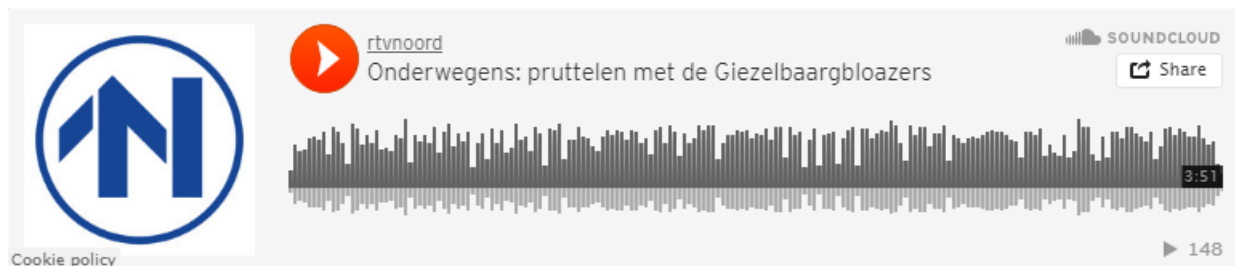 rtvnoord
Onderwegens: pruttelen met de Giezelbaargbloazers
SOUNDCLOUD
Share
3:51
148
Cookie policy